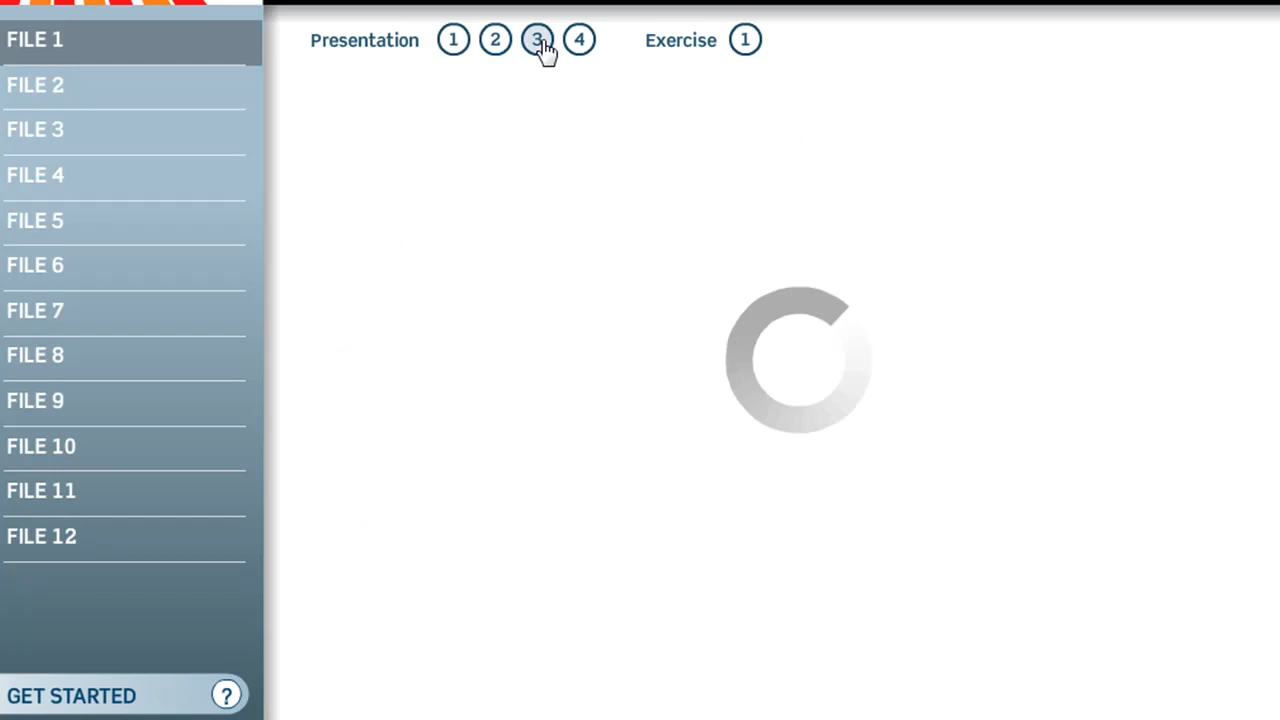 Presentation 1 2 3 4 Exercise 1
FILE 1
FILE 2
FILE 3
FILE 4
FILE 5
FILE 6
FILE 7
FILE 8
FILE 9
FILE 10
FILE 11
FILE 12
GET STARTED ?